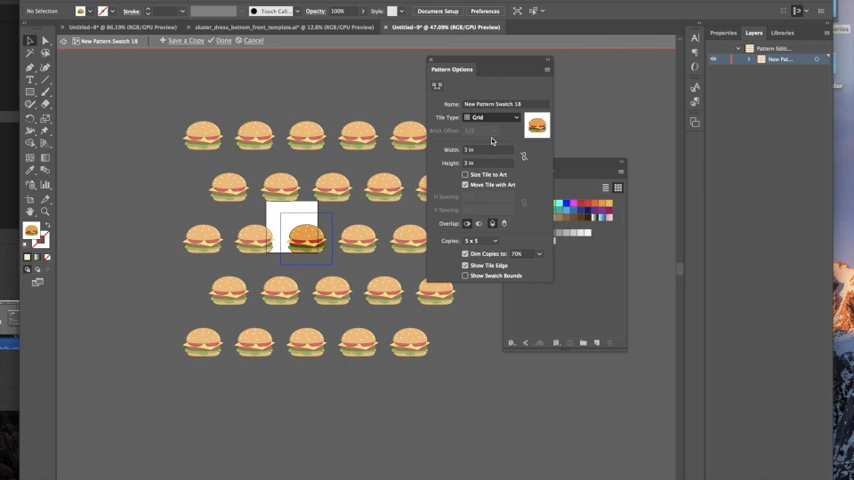 No Selection
Stroke:
Touch Call...
Opacity: 100%
Style:
Document Setup
Preferences
Untitled-8* @ 86.19% (RGB/GPU Preview)
skater_dress_bottom_front_template.ai* @ 12.8% (RGB/GPU Preview)
Untitled-9* @ 47.09% (RGB/GPU Preview)
New Pattern Swatch 18
+ Save a Copy
Done
Cancel
Properties
Layers
Libraries
Pattern Editi...
New Pat...
Pattern Options
Name: New Pattern Swatch 18
Tile Type: Grid
Brick Offset: 1/2
Width: 3 in
Height: 3 in
Size Tile to Art
Move Tile with Art
H Spacing:
V Spacing:
Overlap:
Copies: 5 x 5
Dim Copies to: 70%
Show Tile Edge
Show Swatch Bounds